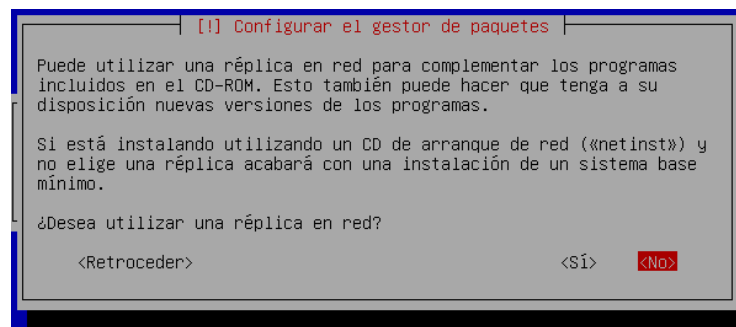 [!] Configurar el gestor de paquetes
Puede utilizar una réplica en red para complementar los programas
incluidos en el CD-ROM. Esto también puede hacer que tenga a su
disposición nuevas versiones de los programas.
Si está instalando utilizando un CD de arranque de red («netinst») y
no elige una réplica acabará con una instalación de un sistema base
mínimo.
¿Desea utilizar una réplica en red?
<Retroceder> <Sí> <No>